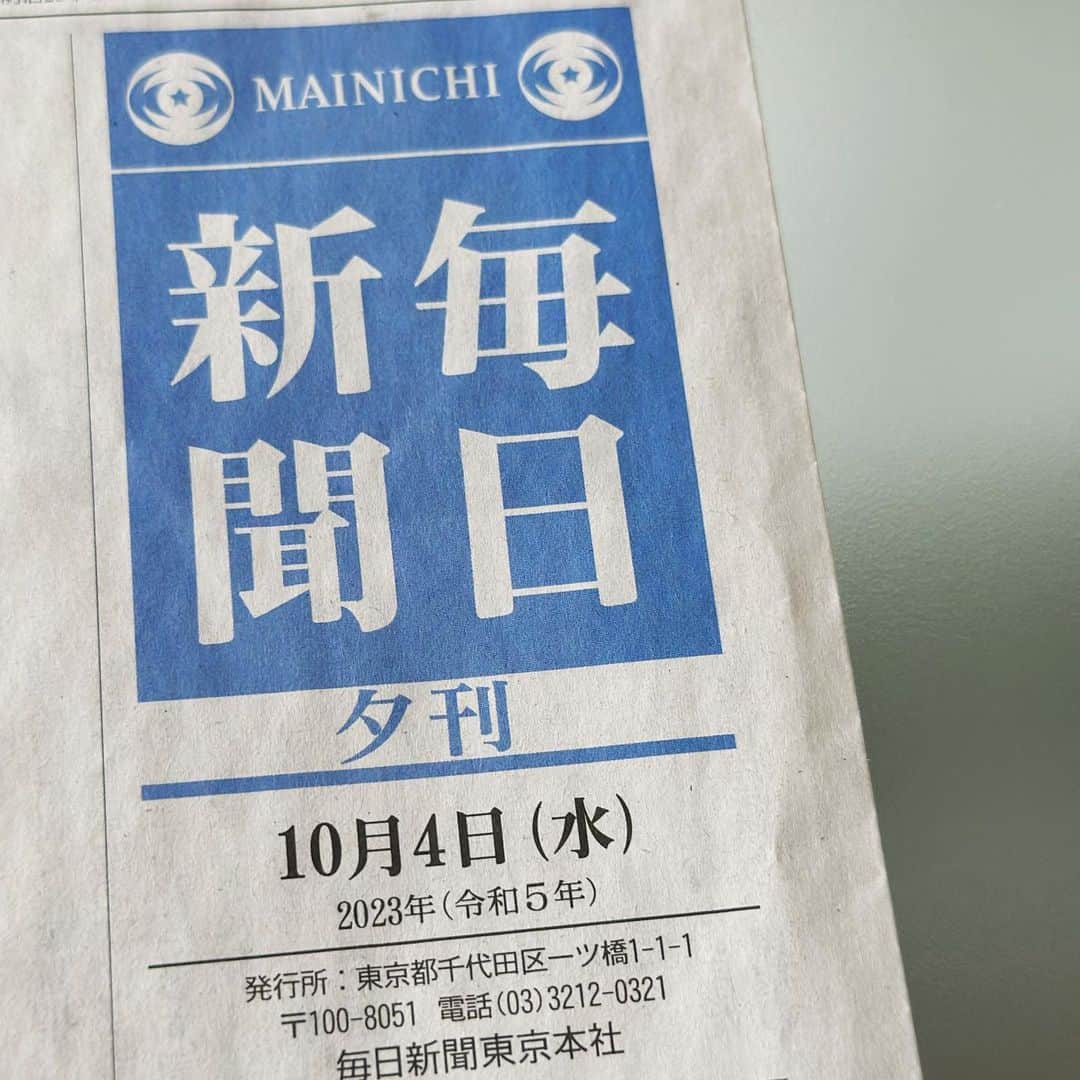 MAINICHI
毎日
新聞
夕刊
10月4日(水)
2023年(令和5年)
発行所：東京都千代田区一ツ橋1-1-1
〒100-8051 電話(03)3212-0321
毎日新聞東京本社